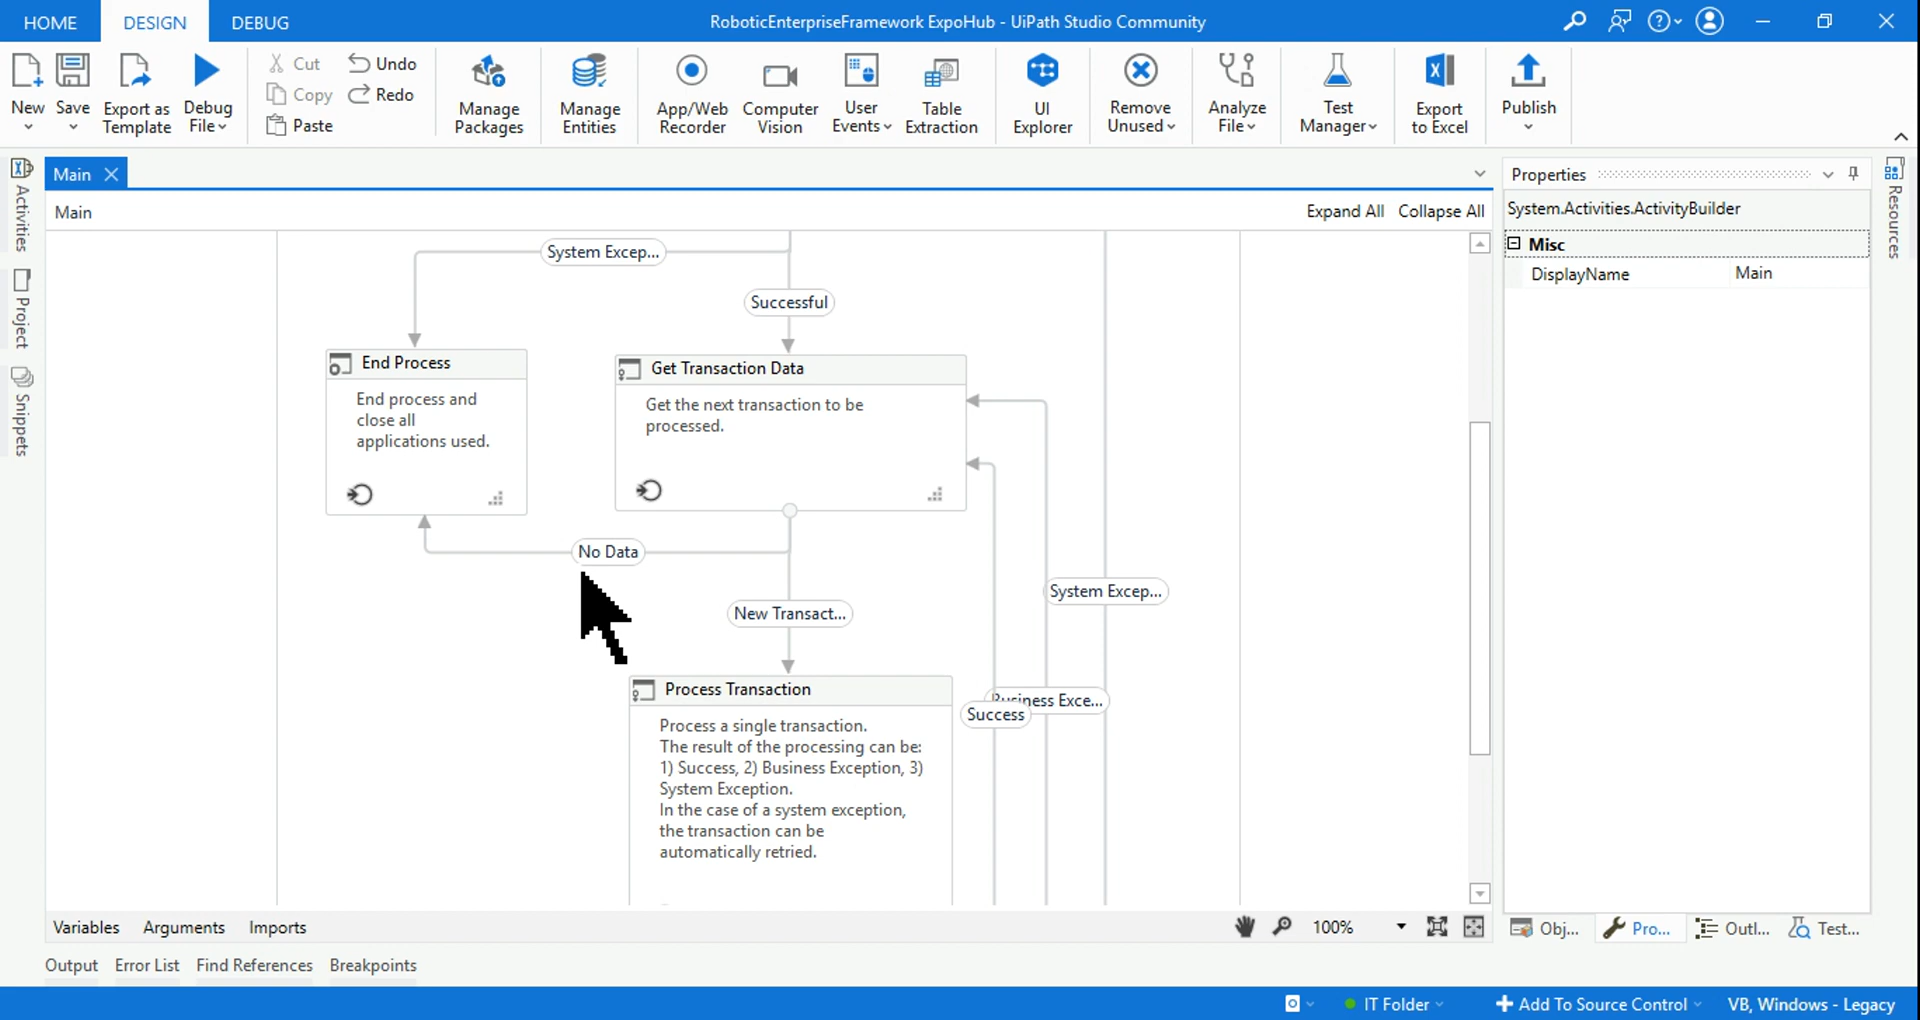 HOME DESIGN DEBUG RoboticEnterpriseFramework ExpoHub - UiPath Studio Community
New
Save
Export as
Template
Debug
File
Cut
Copy
Paste
Undo
Redo
Manage
Packages
Manage
Entities
App/Web
Recorder
Computer
Vision
User
Events
Table
Extraction
UI
Explorer
Remove
Unused
Analyze
File
Test
Manager
Export
to Excel
Publish
Activities
Project
Snippets
Main
Main
Expand All Collapse All
System Excep...
Successful
End Process
End process and
close all
applications used.
Get Transaction Data
Get the next transaction to be
processed.
No Data
New Transact...
System Excep...
Business Exce...
Success
Process Transaction
Process a single transaction.
The result of the processing can be:
1) Success, 2) Business Exception, 3)
System Exception.
In the case of a system exception,
the transaction can be
automatically retried.
Properties
System.Activities.ActivityBuilder
Misc
DisplayName Main
Resources
Variables Arguments Imports
100%
Obj... Pro... Outl... Test...
Output Error List Find References Breakpoints
IT Folder Add To Source Control VB, Windows - Legacy